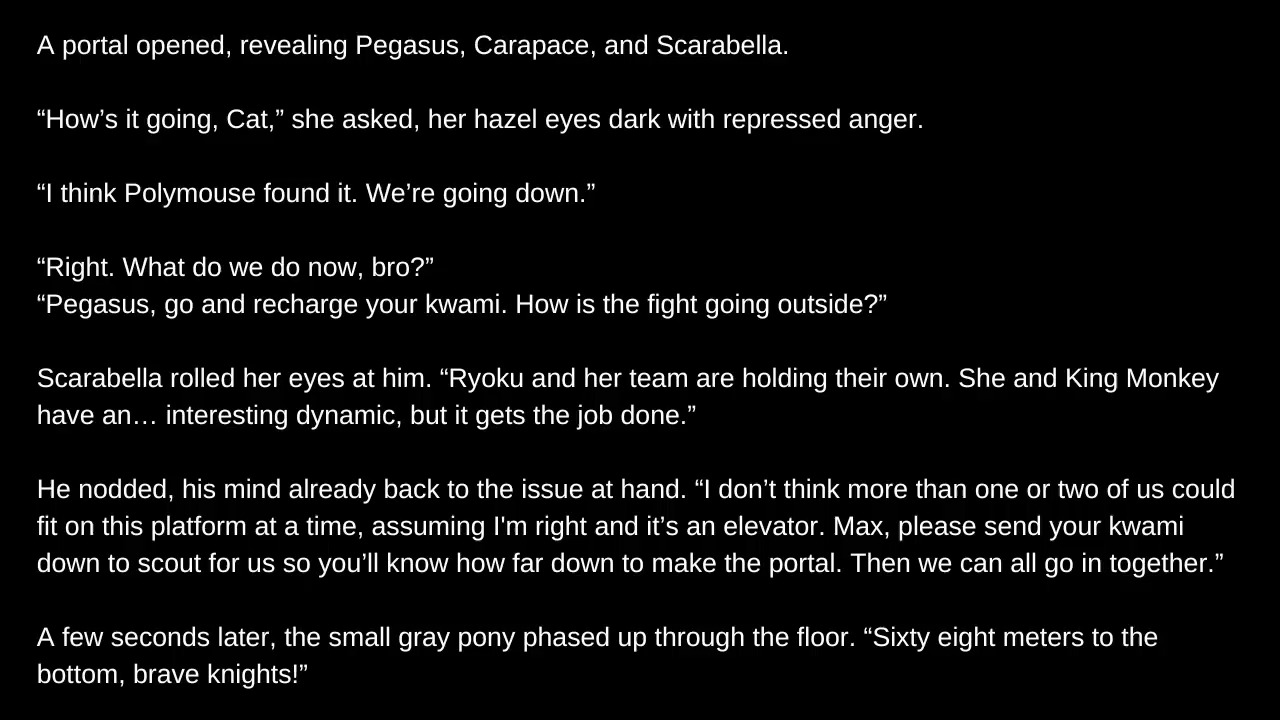 A portal opened, revealing Pegasus, Carapace, and Scarabella.
“How’s it going, Cat,” she asked, her hazel eyes dark with repressed anger.
“I think Polymouse found it. We’re going down.”
“Right. What do we do now, bro?”
“Pegasus, go and recharge your kwami. How is the fight going outside?”
Scarabella rolled her eyes at him. “Ryoku and her team are holding their own. She and King Monkey
have an… interesting dynamic, but it gets the job done.”
He nodded, his mind already back to the issue at hand. “I don’t think more than one or two of us could
fit on this platform at a time, assuming I'm right and it’s an elevator. Max, please send your kwami
down to scout for us so you’ll know how far down to make the portal. Then we can all go in together.”
A few seconds later, the small gray pony phased up through the floor. “Sixty eight meters to the
bottom, brave knights!”